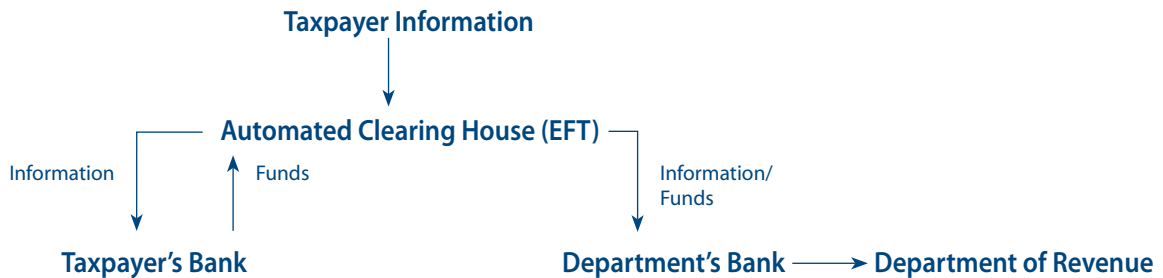 Taxpayer Information
Automated Clearing House (EFT)
Information
Funds
Information/
Funds
Taxpayer’s Bank
Department’s Bank
Department of Revenue